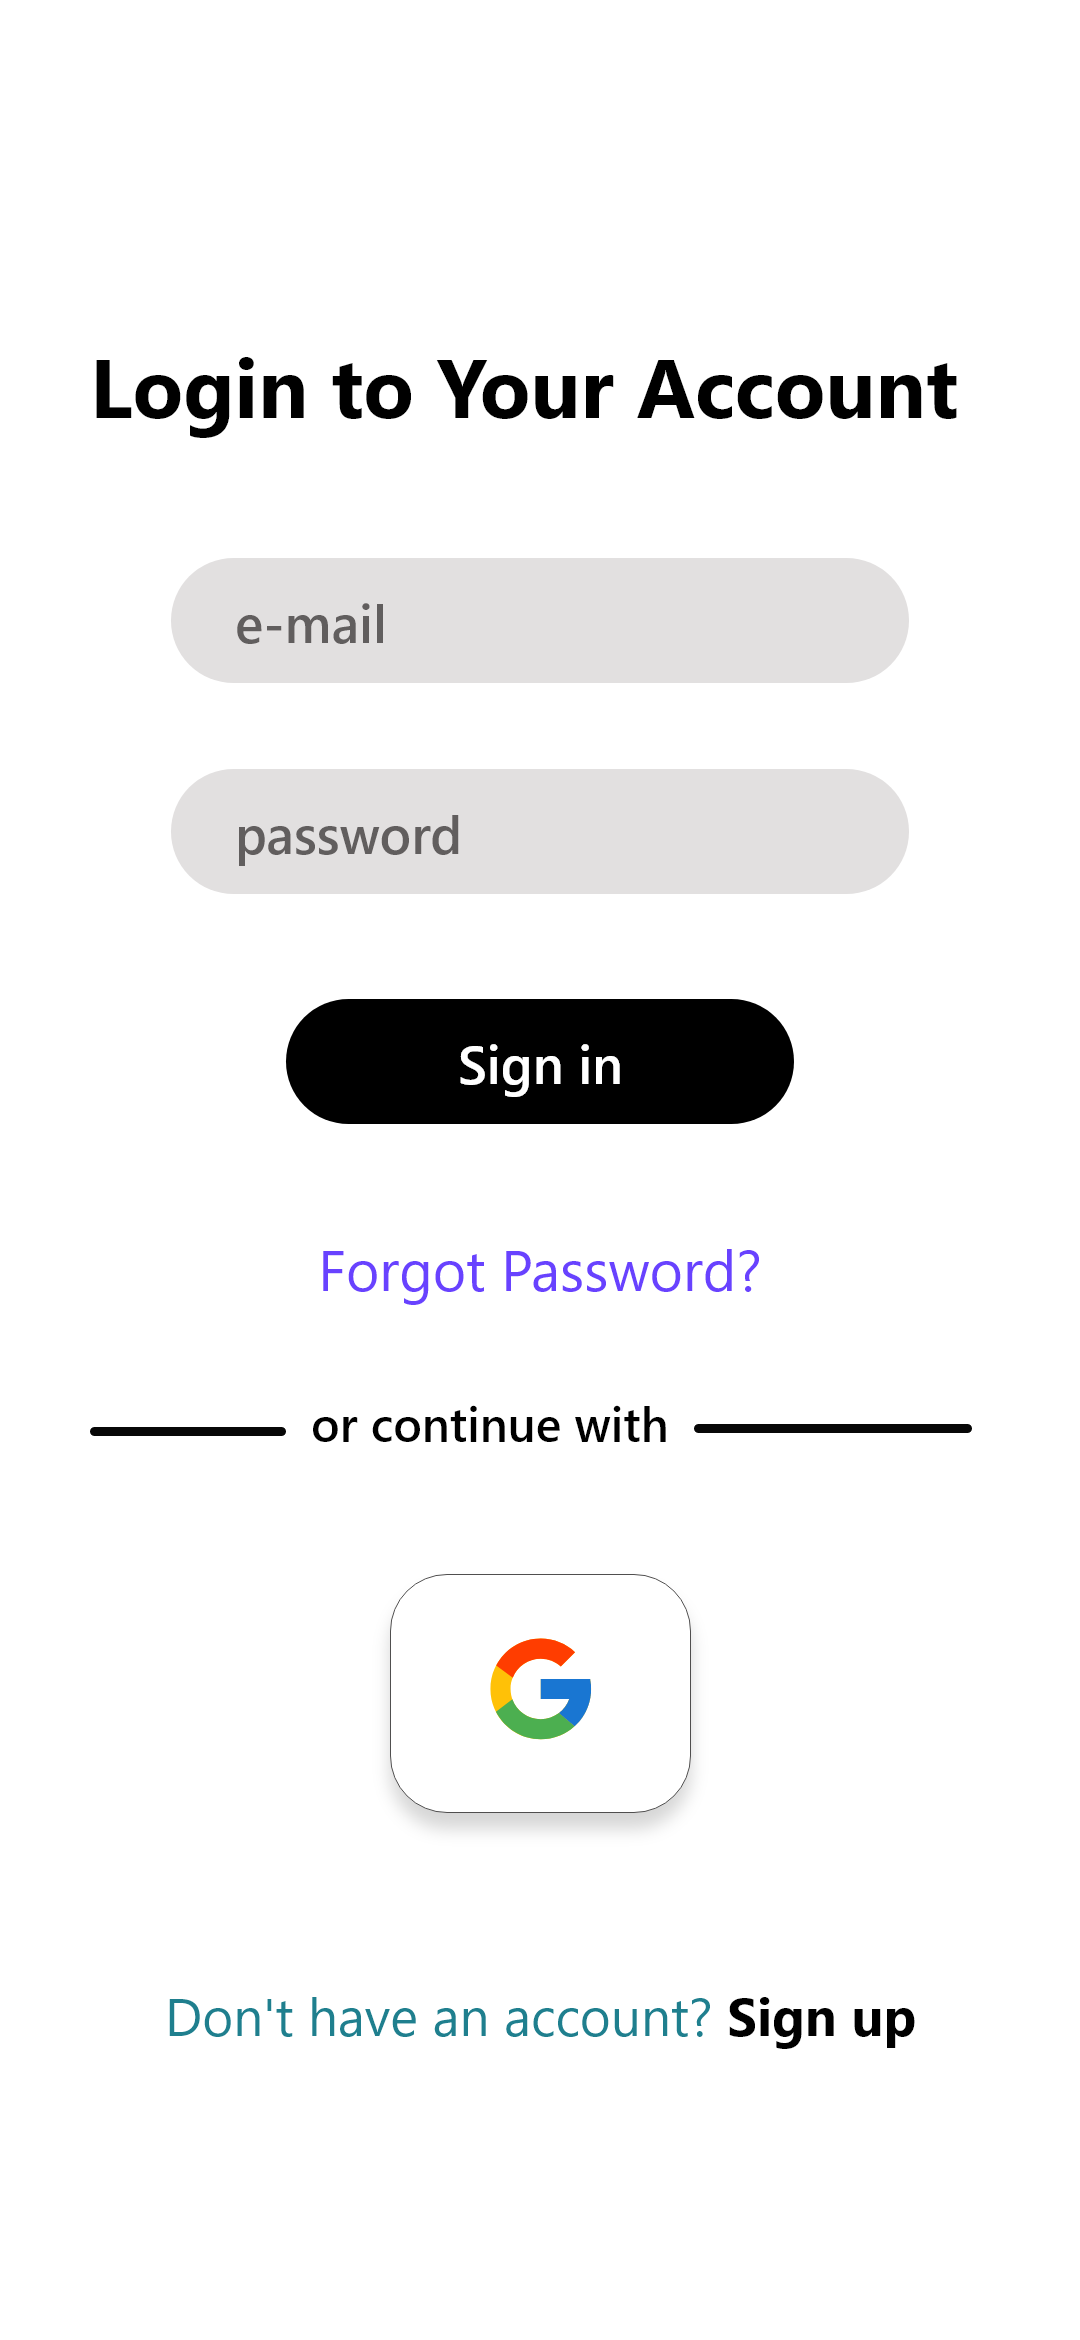 Login to Your Account
e-mail
password
Sign in
Forgot Password?
or continue with
Don't have an account? Sign up